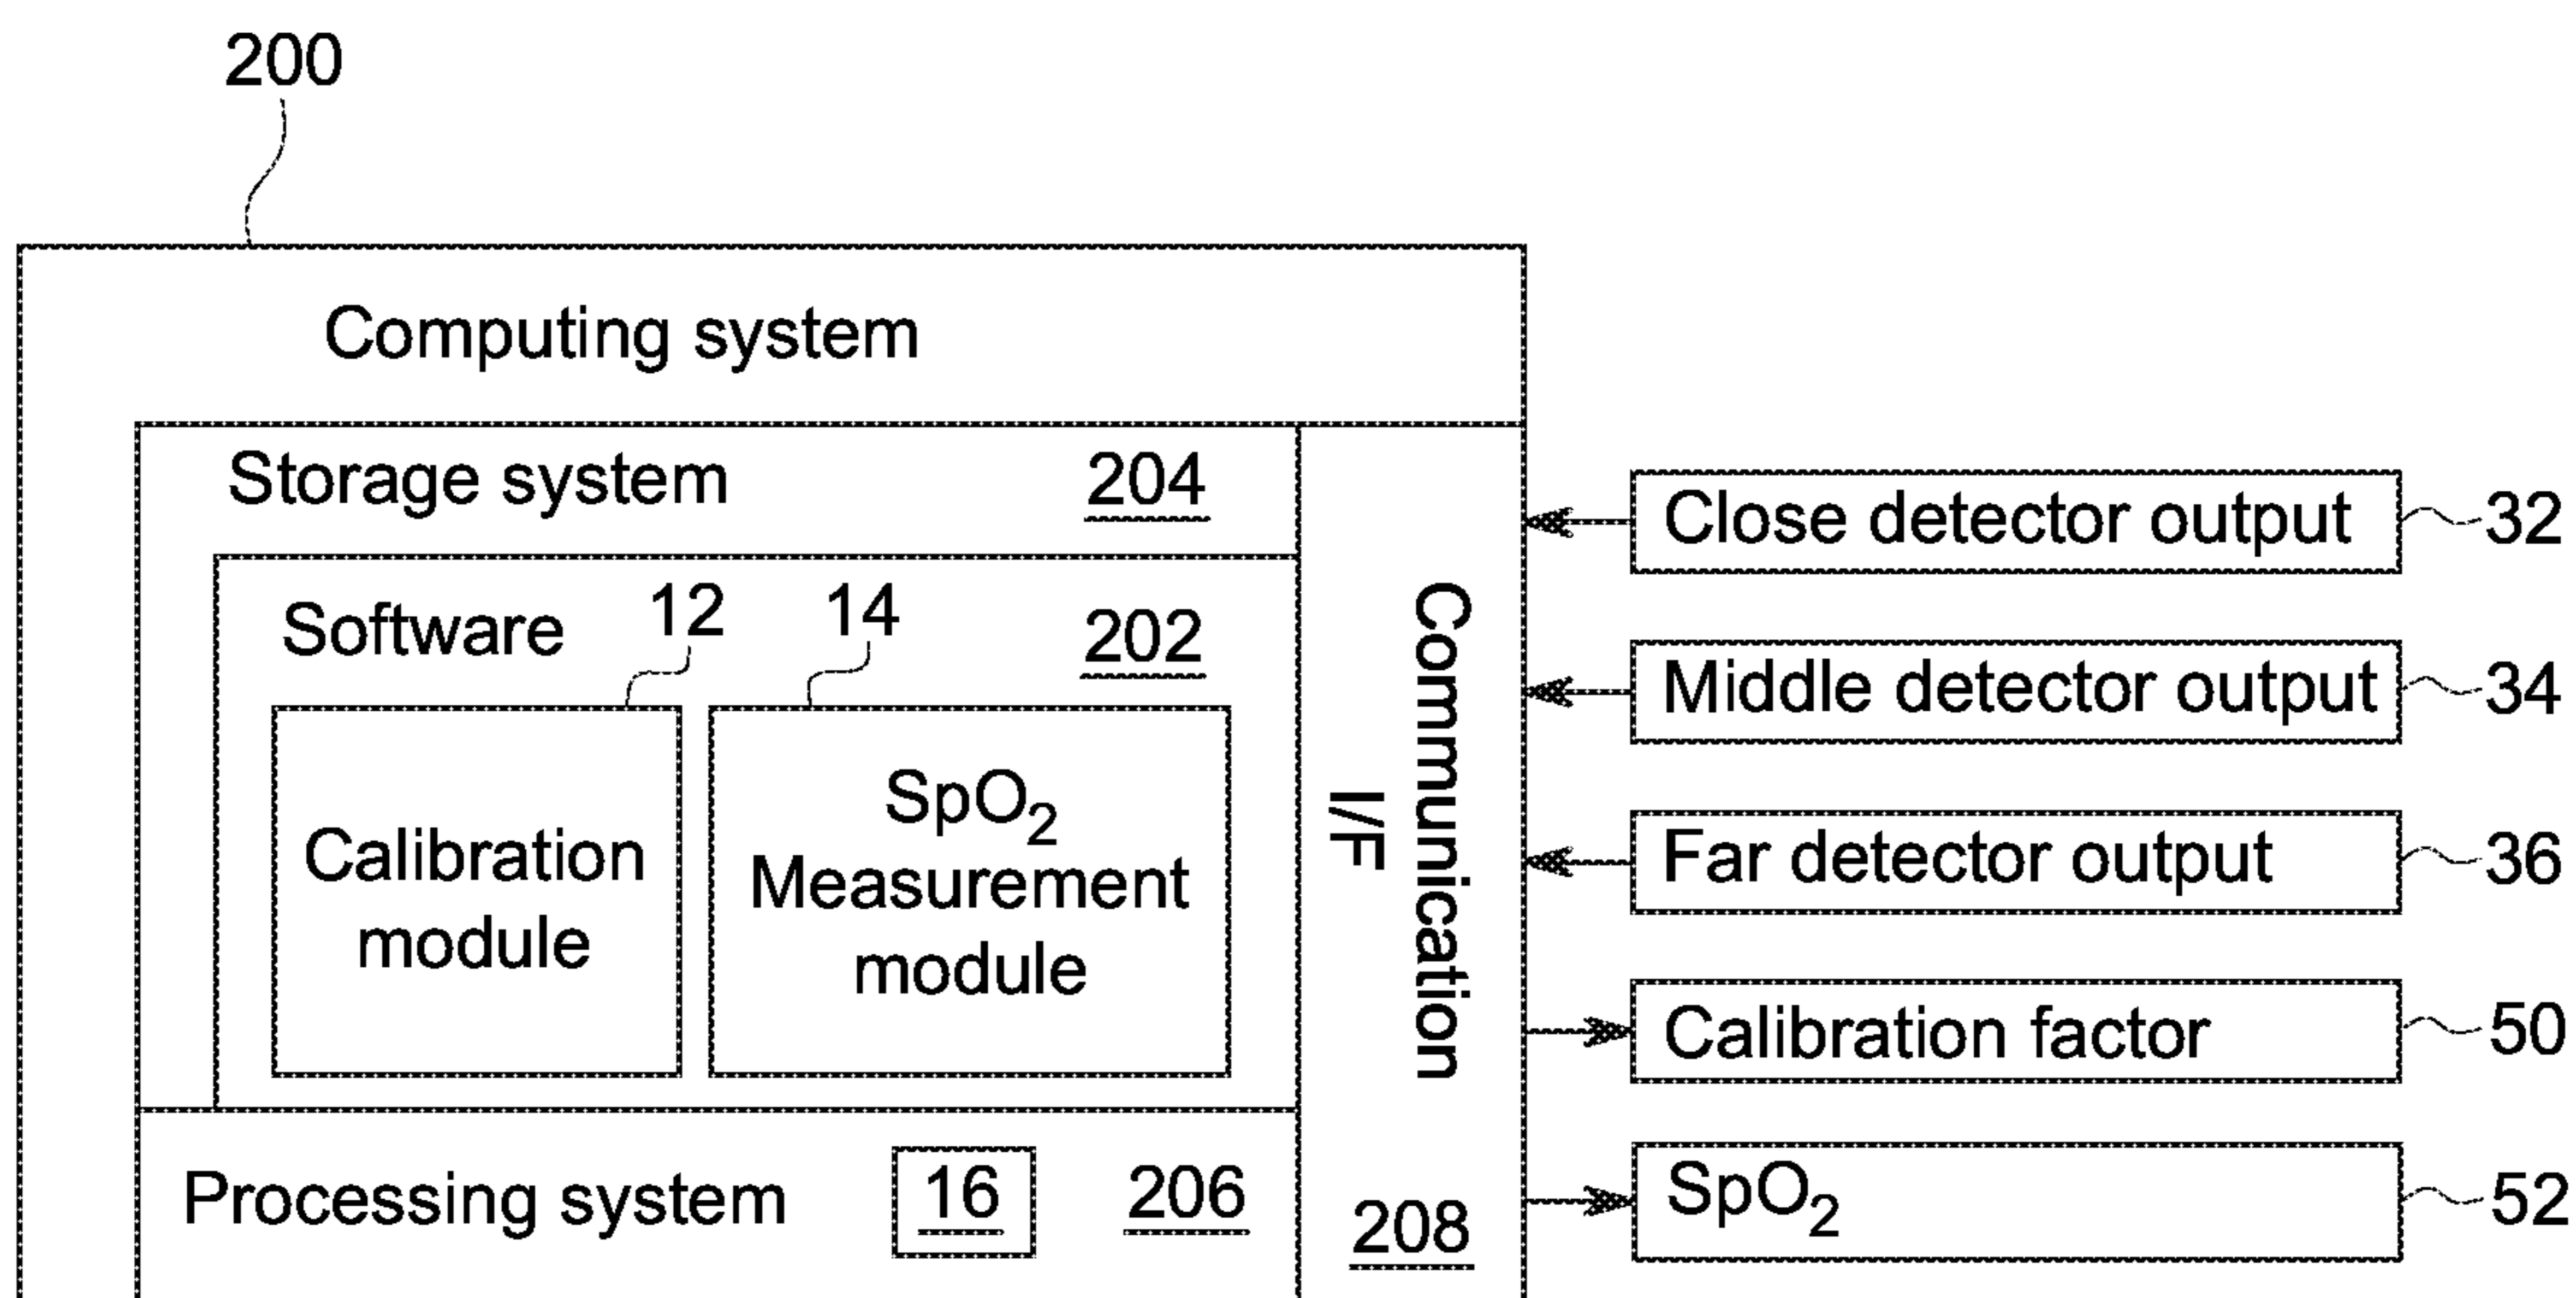 200
Computing system
Storage system 204
Software 12 14 202
Calibration
module
SpO₂
Measurement
module
Processing system 16 206
Communication
I/F
208
Close detector output 32
Middle detector output 34
Far detector output 36
Calibration factor 50
SpO₂ 52